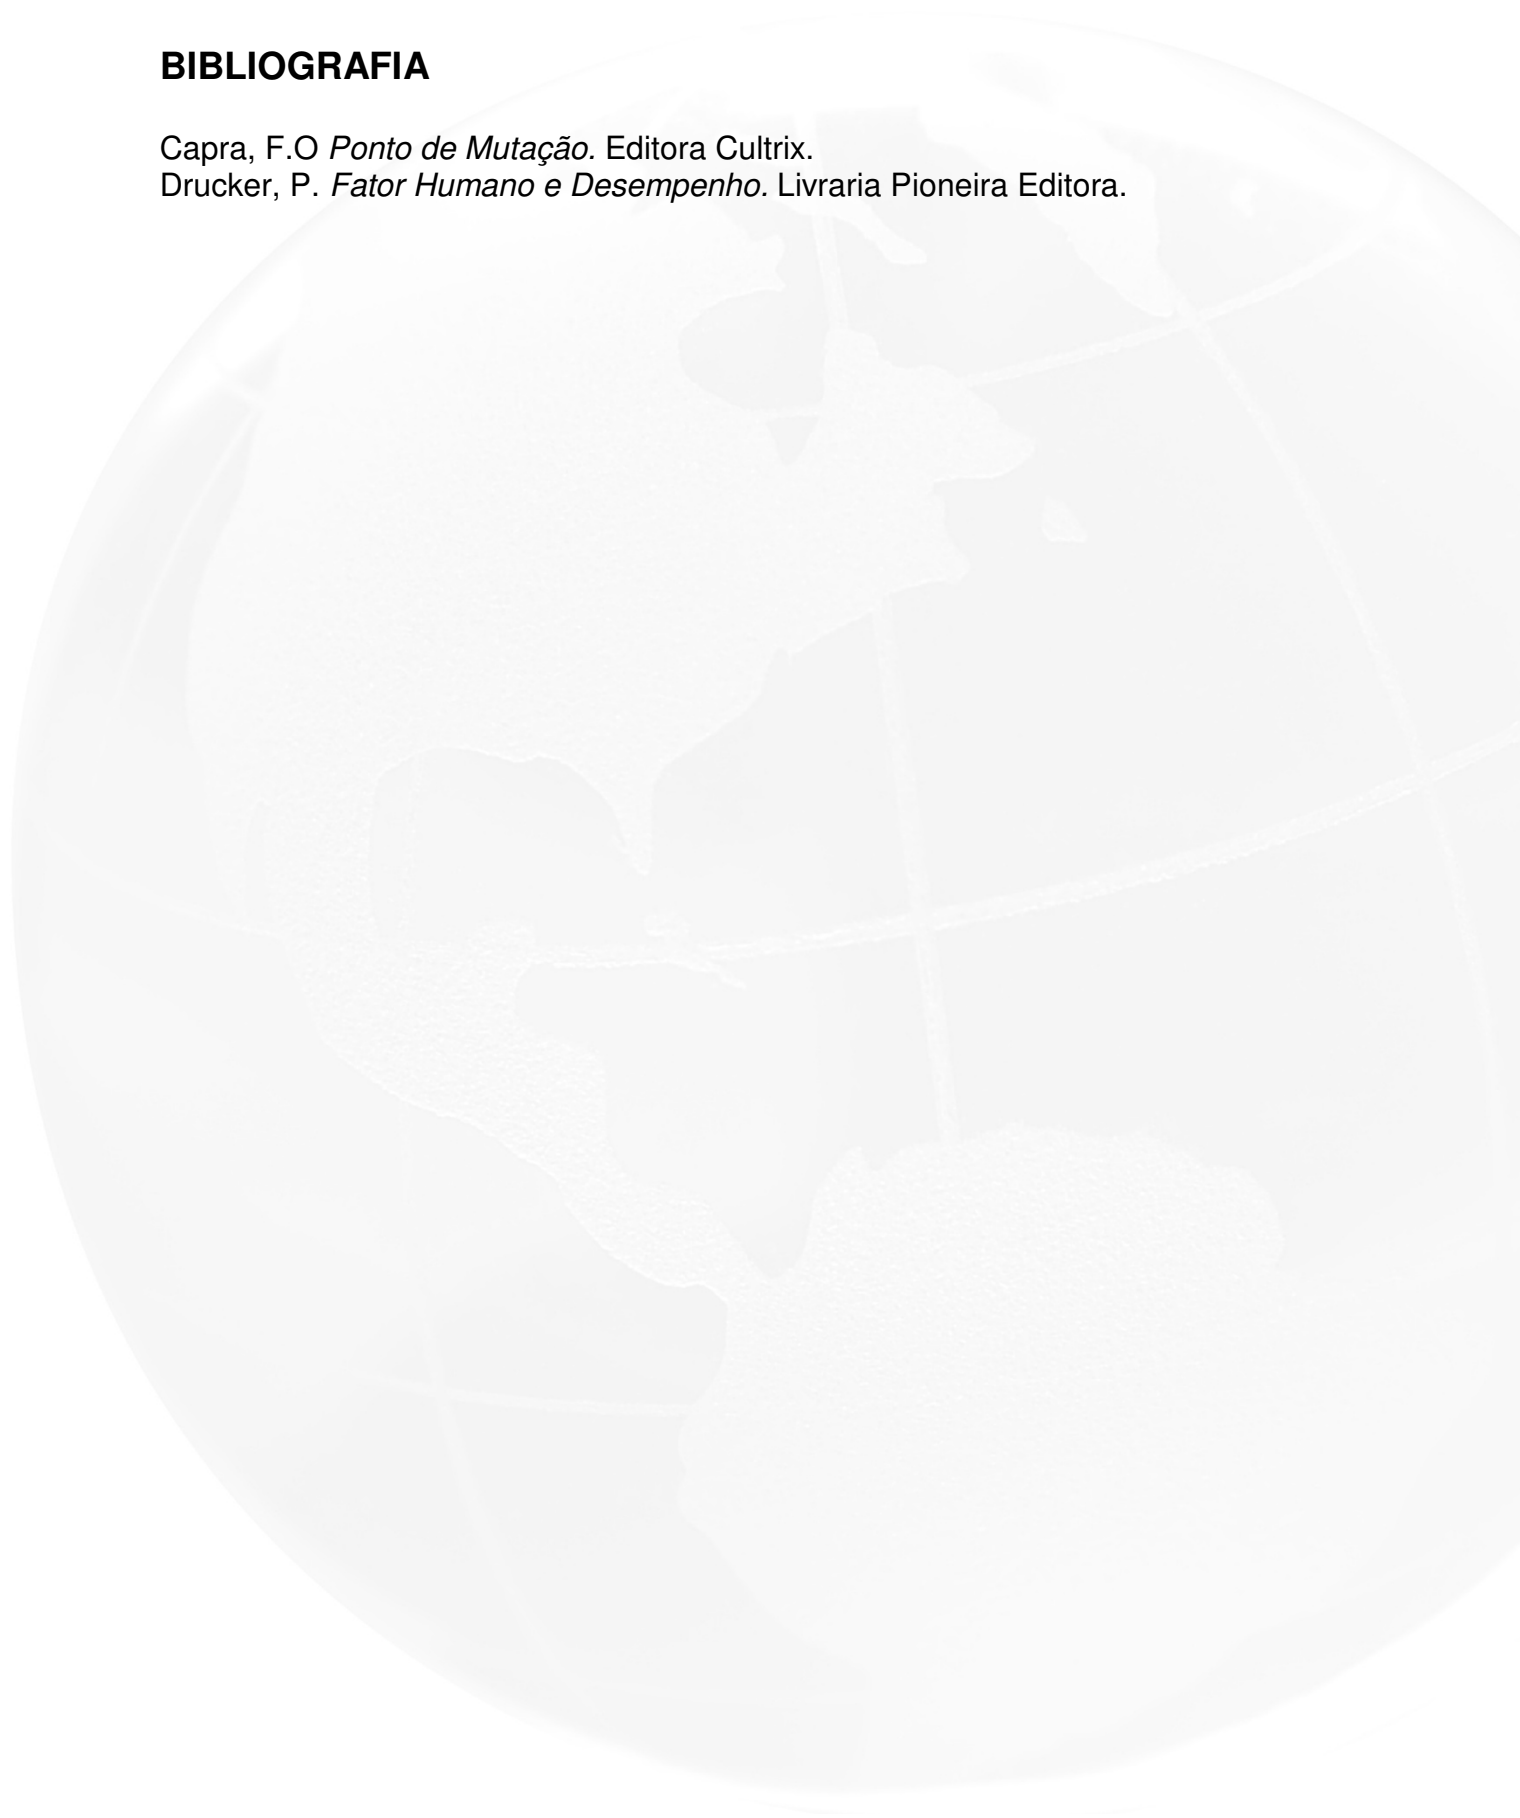 BIBLIOGRAFIA
Capra, F.O Ponto de Mutação. Editora Cultrix.
Drucker, P. Fator Humano e Desempenho. Livraria Pioneira Editora.